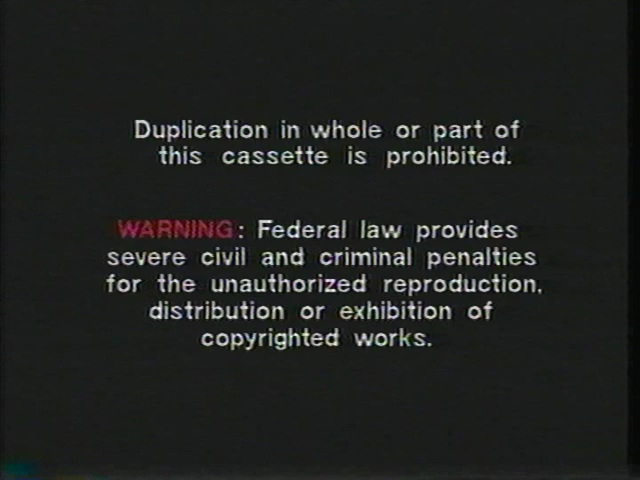 Duplication in whole or part of
this cassette is prohibited.
WARNING: Federal law provides
severe civil and criminal penalties
for the unauthorized reproduction,
distribution or exhibition of
copyrighted works.